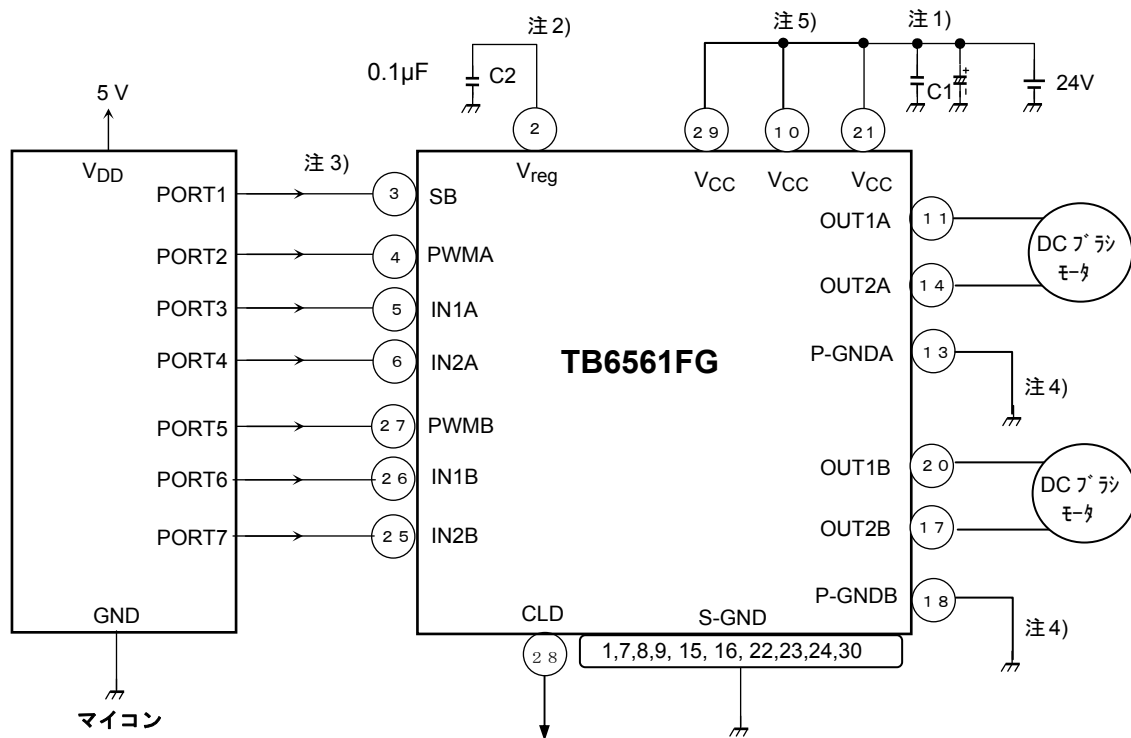 注 2)
注 5)
注 1)
0.1μF
C2
C1
+
24V
5 V
2
２９
１０
２１
VDD
Vreg
VCC
VCC
VCC
注 3)
PORT1
3
SB
PORT2
4
PWMA
PORT3
5
IN1A
PORT4
6
IN2A
PORT5
２７
PWMB
PORT6
２６
IN1B
PORT7
２５
IN2B
GND
マイコン
TB6561FG
OUT1A
１１
OUT2A
１４
DC ﾌﾞﾗｼ
ﾓｰﾀ
P-GNDA
１３
注 4)
OUT1B
２０
OUT2B
１７
DC ﾌﾞﾗｼ
ﾓｰﾀ
P-GNDB
１８
注 4)
CLD
２８
S-GND
1,7,8,9, 15, 16, 22,23,24,30